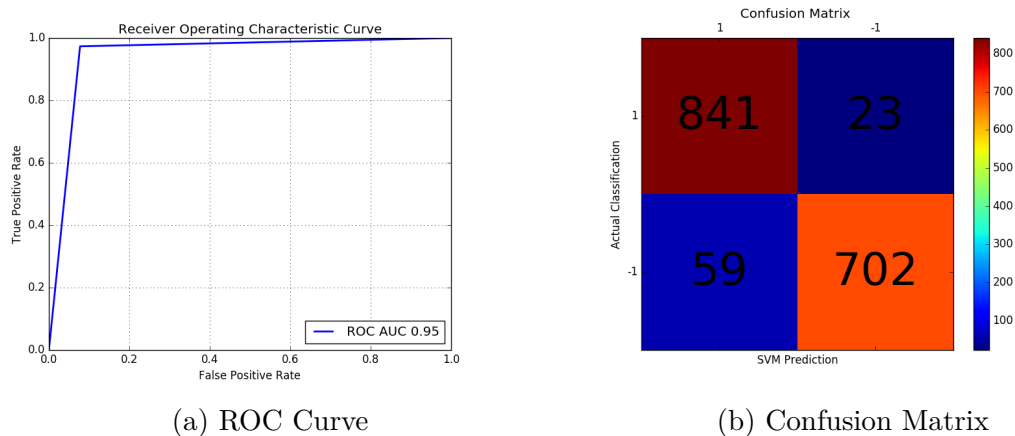 Receiver Operating Characteristic Curve
1.0
0.8
0.6
0.4
0.2
0.0
True Positive Rate
0.0 0.2 0.4 0.6 0.8 1.0
False Positive Rate
ROC AUC 0.95
(a) ROC Curve
Confusion Matrix
1 -1
Actual Classification
1 841 23
-1 59 702
SVM Prediction
800
700
600
500
400
300
200
100
(b) Confusion Matrix